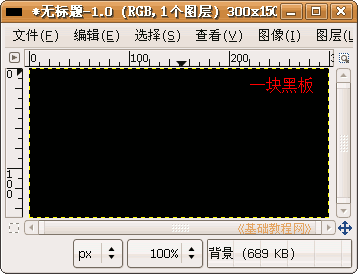 *无标题-1.0 (RGB,1个图层) 300x150
文件(F) 编辑(E) 选择(S) 查看(V) 图像(I) 图层(L
0 100 200 3
0
100
一块黑板
《基础教程网》
px 100% 背景 (689 KB)